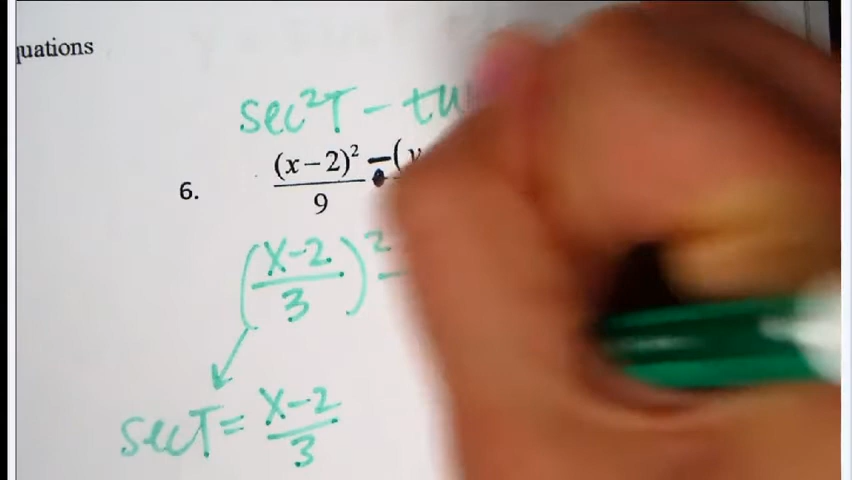 quations
sec²T - ta
6. (x-2)²/9 -(y
((x-2)/3)² -
secT= (x-2)/3